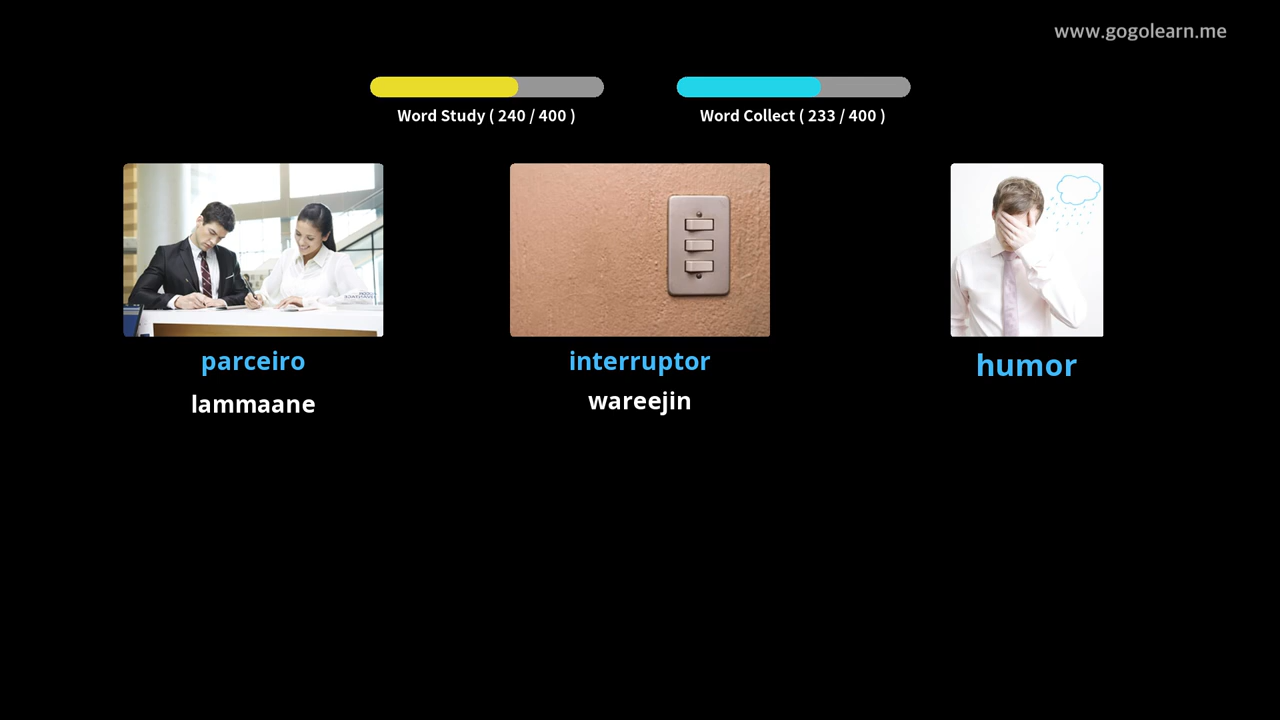 www.gogolearn.me
Word Study ( 240 / 400 )
Word Collect ( 233 / 400 )
parceiro
lammaane
interruptor
wareejin
humor